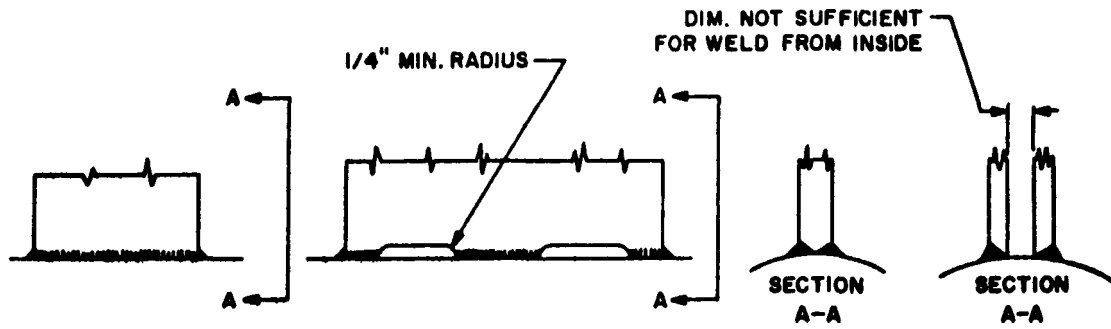 DIM. NOT SUFFICIENT
FOR WELD FROM INSIDE
1/4" MIN. RADIUS
A
A
A
A
SECTION
A-A
SECTION
A-A